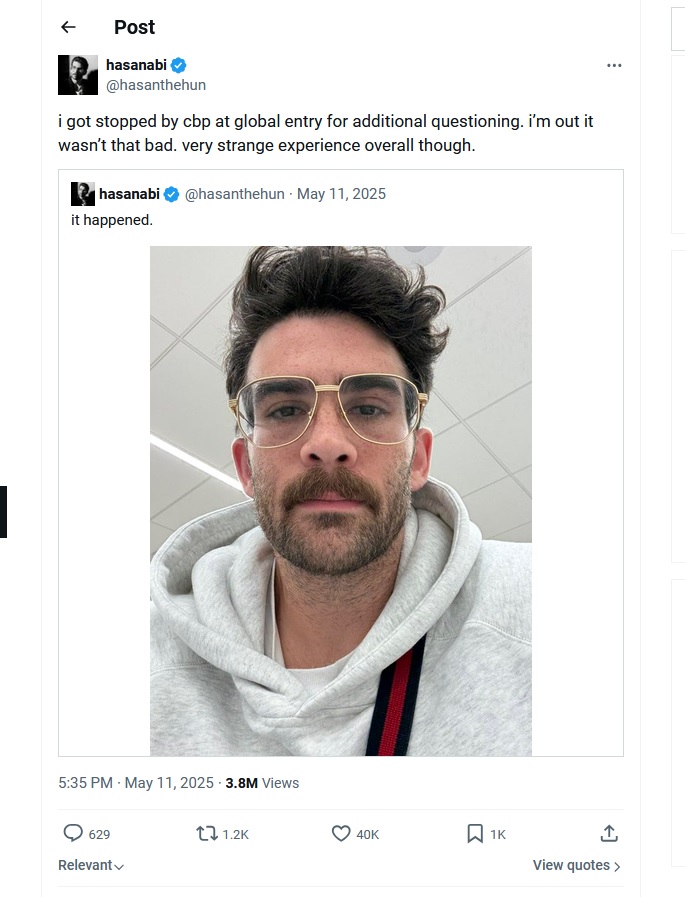 Post
hasanabi
@hasanthehun
i got stopped by cbp at global entry for additional questioning. i’m out it
wasn’t that bad. very strange experience overall though.
hasanabi @hasanthehun · May 11, 2025
it happened.
5:35 PM · May 11, 2025 · 3.8M Views
629 1.2K 40K 1K
Relevant View quotes